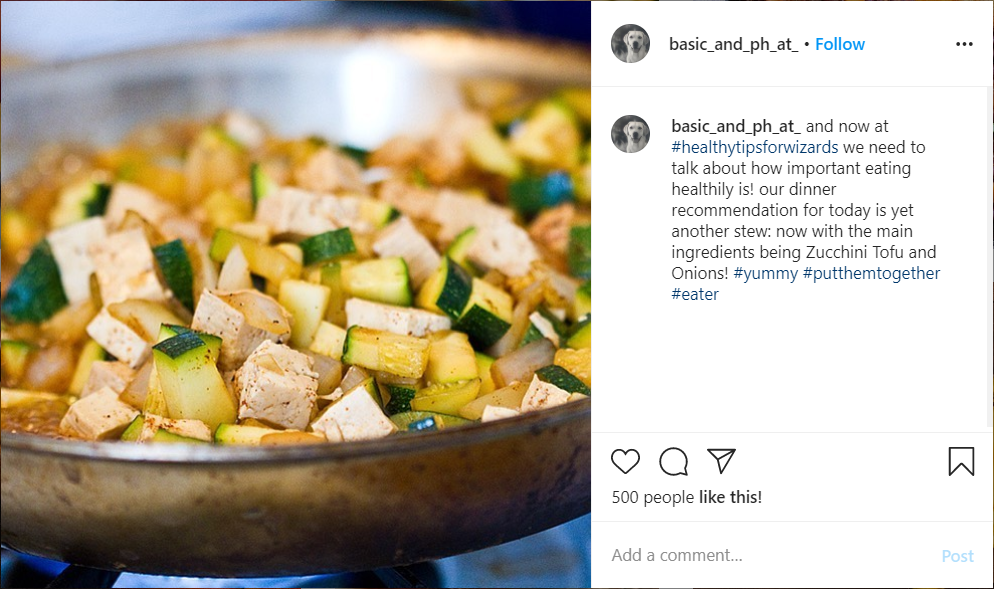 basic_and_ph_at_ • Follow
basic_and_ph_at_ and now at
#healthytipsforwizards we need to
talk about how important eating
healthily is! our dinner
recommendation for today is yet
another stew: now with the main
ingredients being Zucchini Tofu and
Onions! #yummy #putthemtogether
#eater
500 people like this!
Add a comment... Post